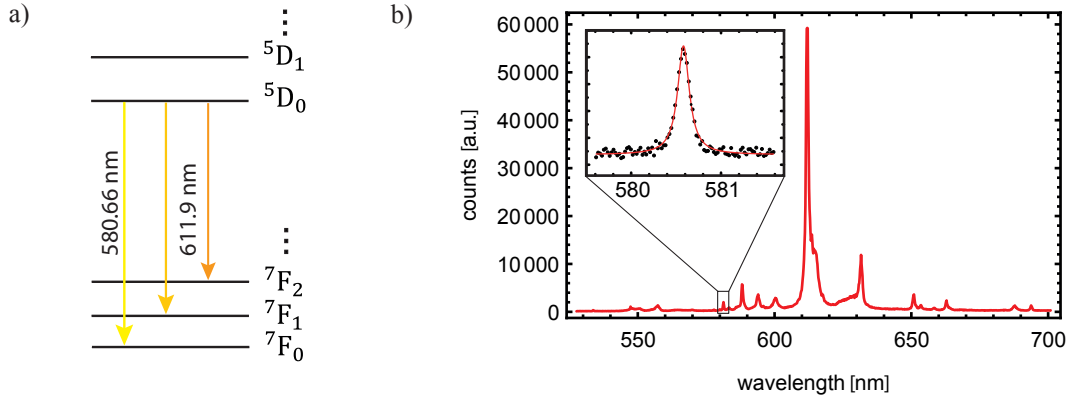 a)
⋮
⁵D₁
⁵D₀
580.66 nm
611.9 nm
⋮
⁷F₂
⁷F₁
⁷F₀
b)
60 000
50 000
40 000
30 000
20 000
10 000
0
counts [a.u.]
580 581
550 600 650 700
wavelength [nm]